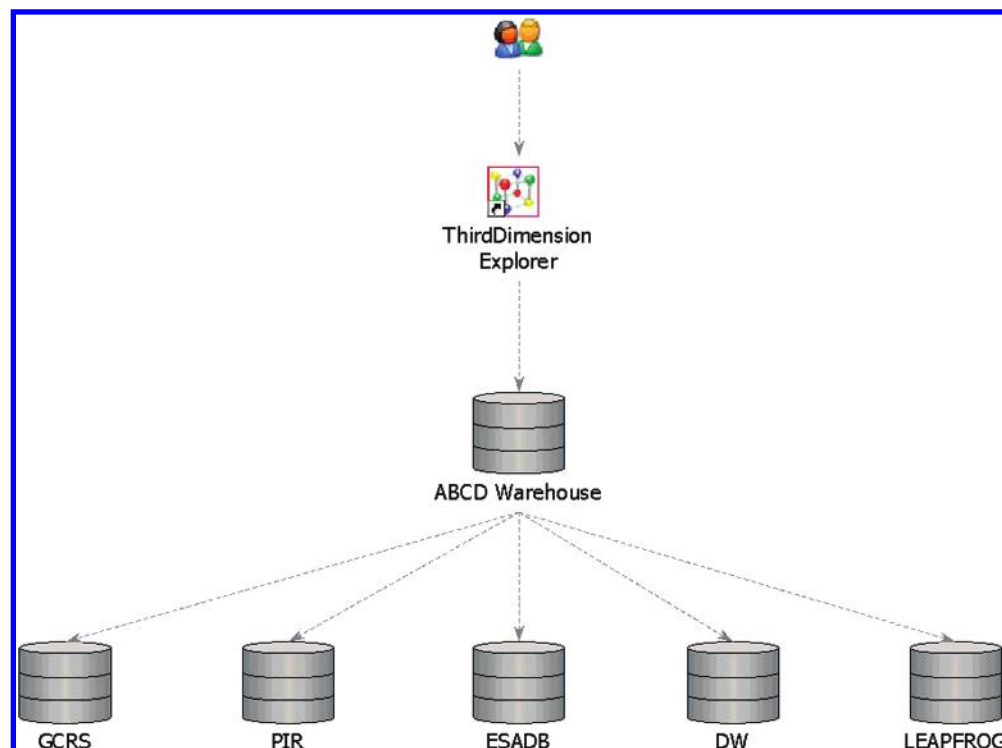 ThirdDimension
Explorer
ABCD Warehouse
GCRS
PIR
ESADB
DW
LEAPFROG